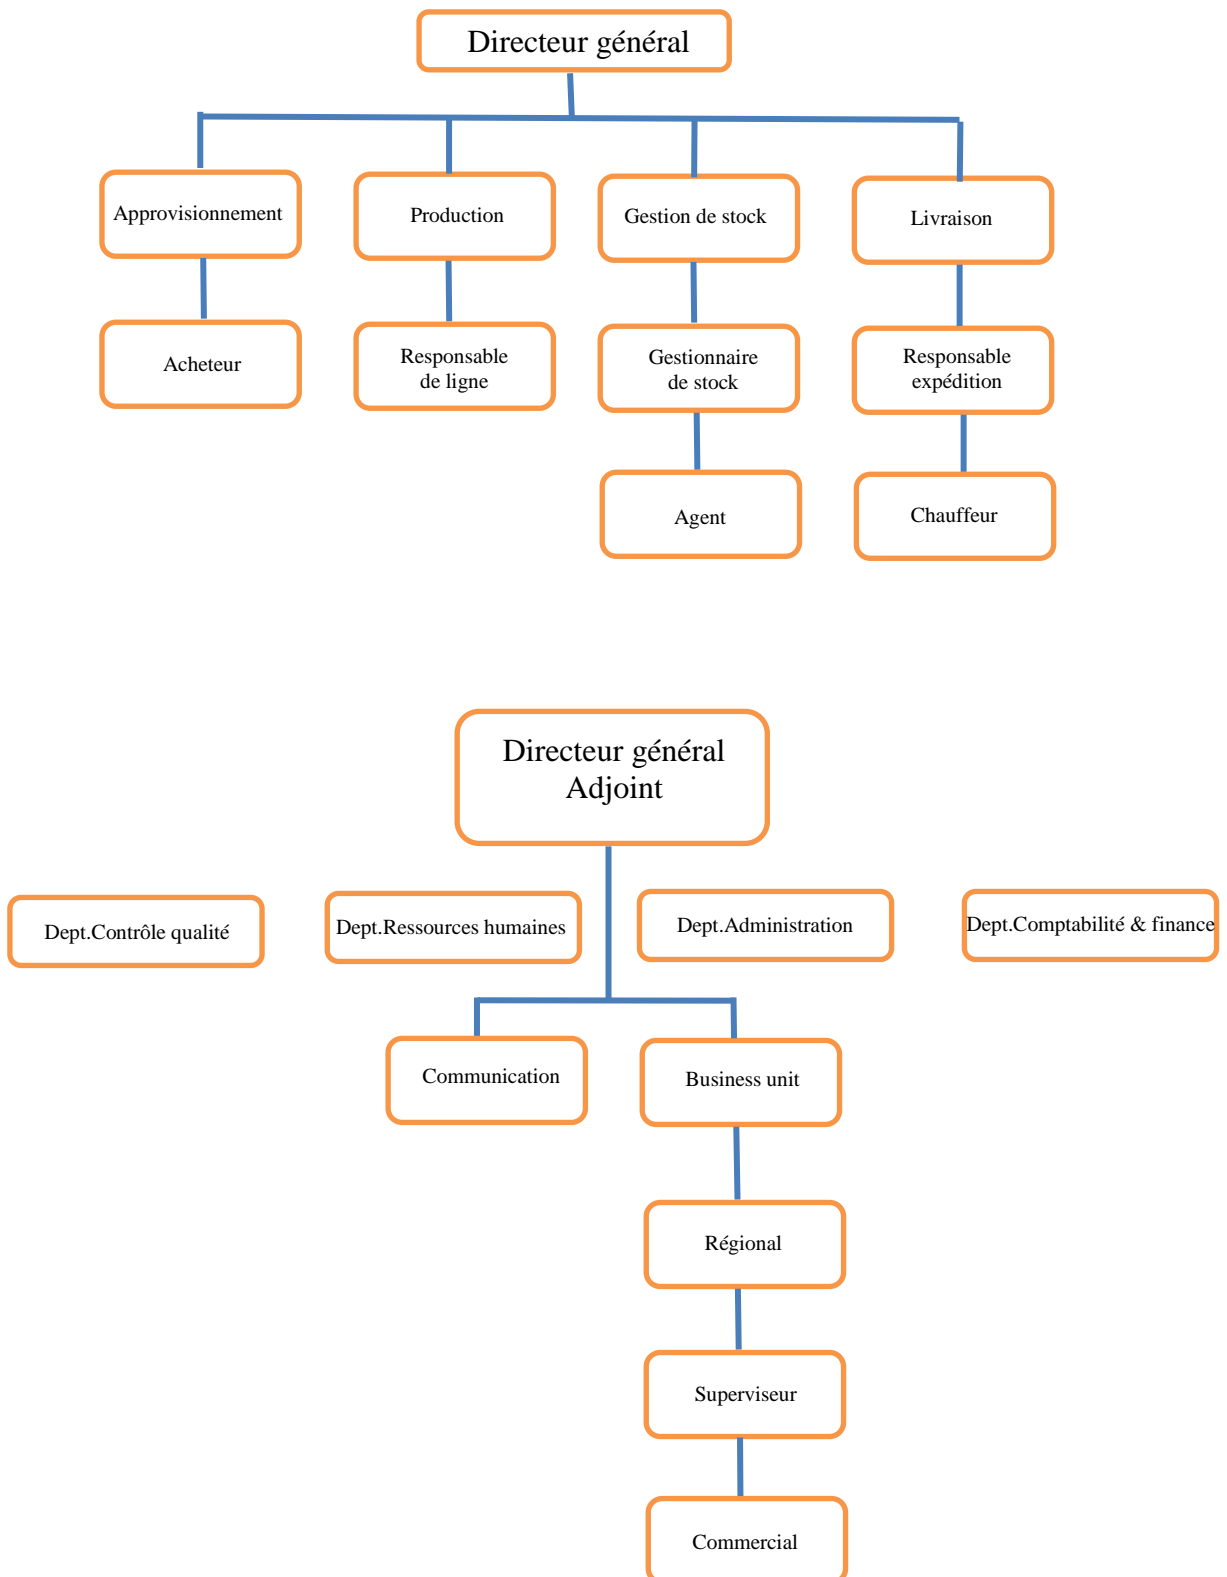 Directeur général
Approvisionnement
Production
Gestion de stock
Livraison
Acheteur
Responsable
de ligne
Gestionnaire
de stock
Responsable
expédition
Agent
Chauffeur
Directeur général
Adjoint
Dept.Contrôle qualité
Dept.Ressources humaines
Dept.Administration
Dept.Comptabilité & finance
Communication
Business unit
Régional
Superviseur
Commercial